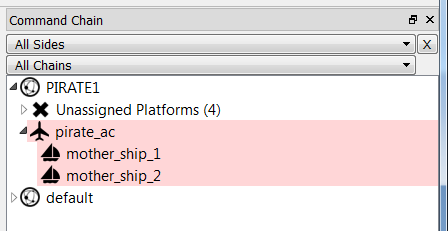 Command Chain
All Sides X
All Chains
PIRATE1
Unassigned Platforms (4)
pirate_ac
mother_ship_1
mother_ship_2
default